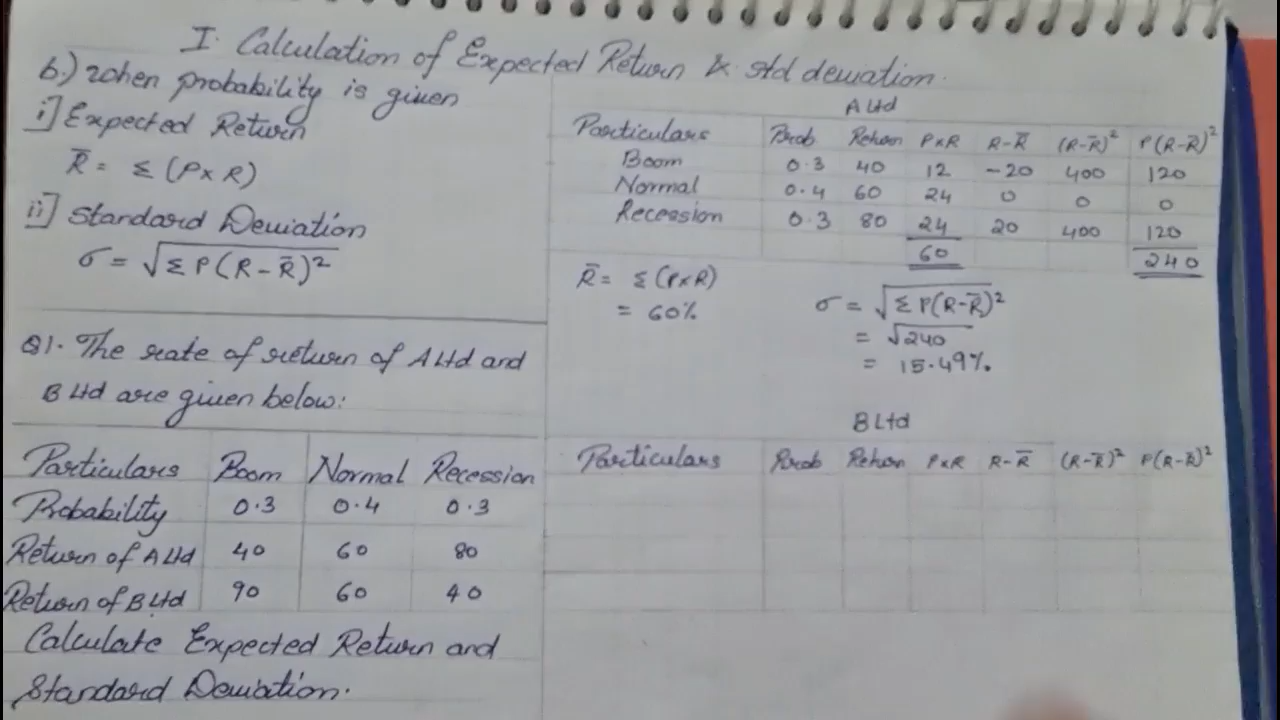 I. Calculation of Expected Return & std deviation.
b.) When probability is given
i] Expected Return
R̄ = Σ (P×R)
ii] Standard Deviation
σ = √Σ P(R-R̄)²
Q1. The rate of return of A Ltd and
B Ltd are given below:
Particulars Boom Normal Recession
Probability 0.3 0.4 0.3
Return of A Ltd 40 60 80
Return of B Ltd 90 60 40
Calculate Expected Return and
Standard Deviation.
A Ltd
Particulars Prob. Return P×R R-R̄ (R-R̄)² P(R-R̄)²
Boom 0.3 40 12 -20 400 120
Normal 0.4 60 24 0 0 0
Recession 0.3 80 24 20 400 120
60 240
R̄ = Σ (P×R)
= 60%
σ = √Σ P(R-R̄)²
= √240
= 15.49%
B Ltd
Particulars Prob Return P×R R-R̄ (R-R̄)² P(R-R̄)²